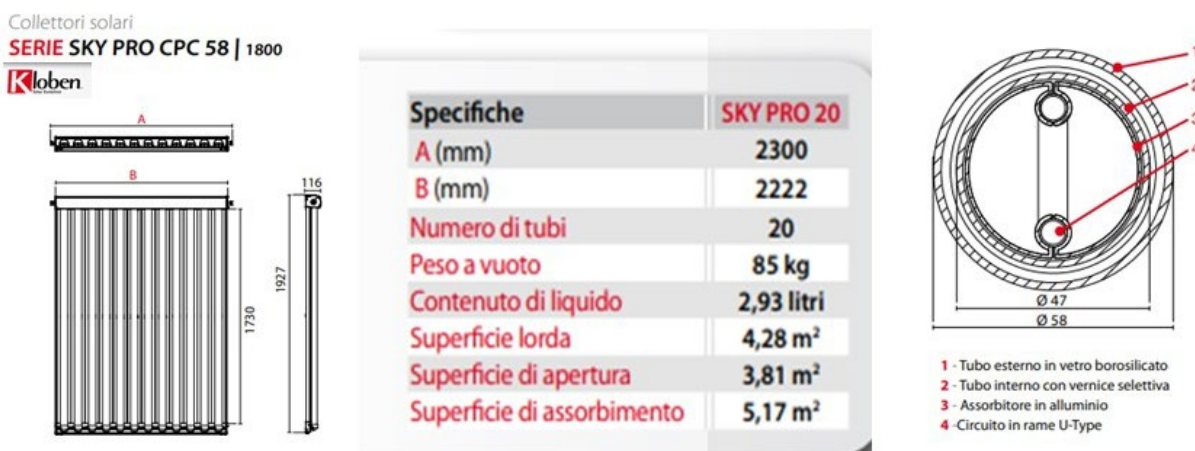 Collettori solari
SERIE SKY PRO CPC 58 | 1800
Kloben
A
B
116
1927
1730
Specifiche SKY PRO 20
A (mm) 2300
B (mm) 2222
Numero di tubi 20
Peso a vuoto 85 kg
Contenuto di liquido 2,93 litri
Superficie lorda 4,28 m²
Superficie di apertura 3,81 m²
Superficie di assorbimento 5,17 m²
1
2
3
4
Ø 47
Ø 58
1 - Tubo esterno in vetro borosilicato
2 - Tubo interno con vernice selettiva
3 - Assorbitore in alluminio
4 -Circuito in rame U-Type